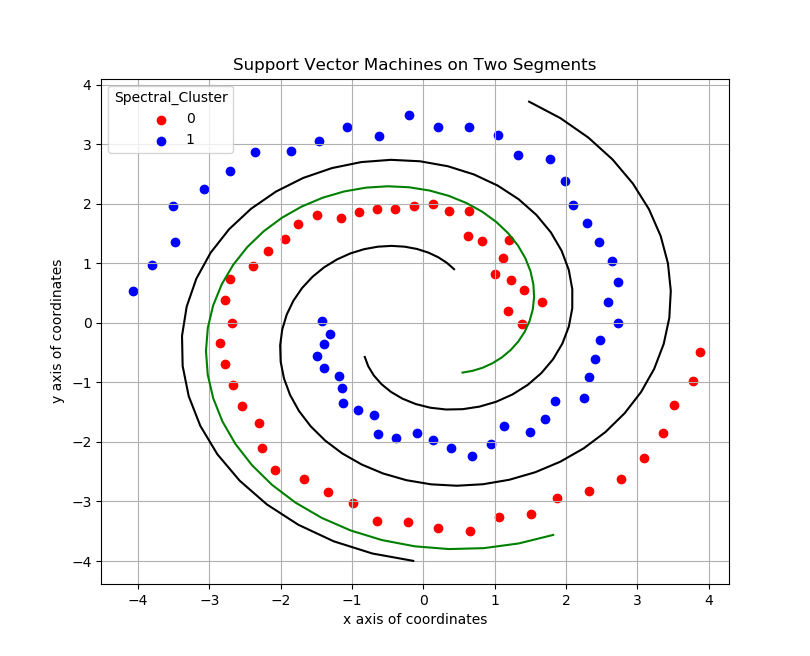 Support Vector Machines on Two Segments
Spectral_Cluster
0
1
4
3
2
1
0
−1
−2
−3
−4
y axis of coordinates
−4 −3 −2 −1 0 1 2 3 4
x axis of coordinates